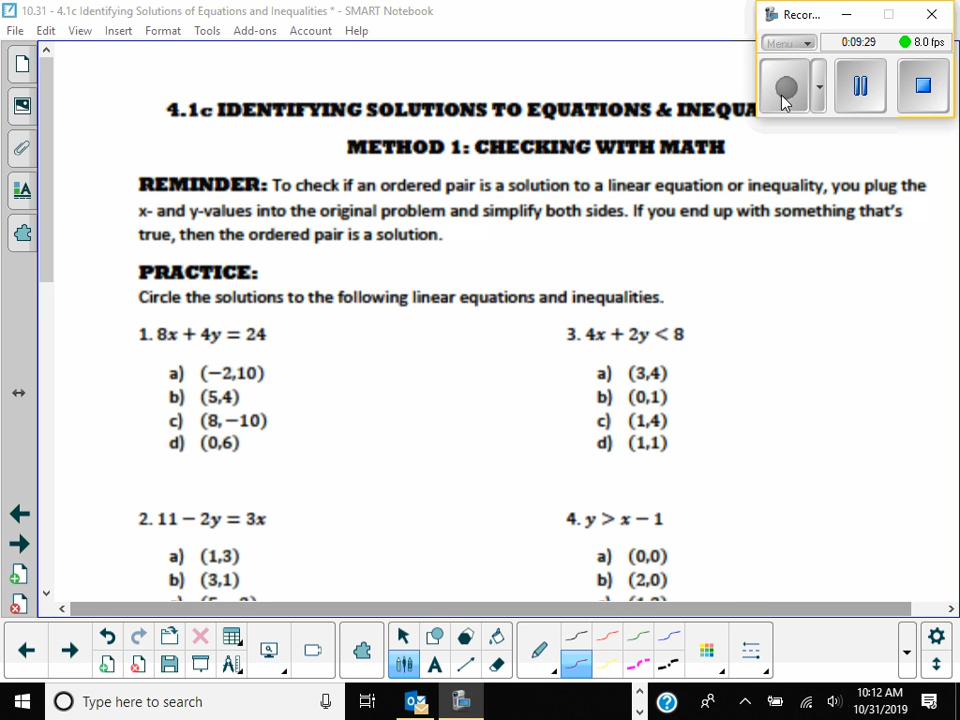 10.31 - 4.1c Identifying Solutions of Equations and Inequalities * - SMART Notebook
File Edit View Insert Format Tools Add-ons Account Help
Recor...
Menu 0:09:29 8.0 fps
4.1c IDENTIFYING SOLUTIONS TO EQUATIONS & INEQUA
METHOD 1: CHECKING WITH MATH
REMINDER: To check if an ordered pair is a solution to a linear equation or inequality, you plug the
x- and y-values into the original problem and simplify both sides. If you end up with something that's
true, then the ordered pair is a solution.
PRACTICE:
Circle the solutions to the following linear equations and inequalities.
1. 8x + 4y = 24
a) (−2,10)
b) (5,4)
c) (8,−10)
d) (0,6)
2. 11 − 2y = 3x
a) (1,3)
b) (3,1)
3. 4x + 2y < 8
a) (3,4)
b) (0,1)
c) (1,4)
d) (1,1)
4. y > x − 1
a) (0,0)
b) (2,0)
Type here to search
10:12 AM
10/31/2019